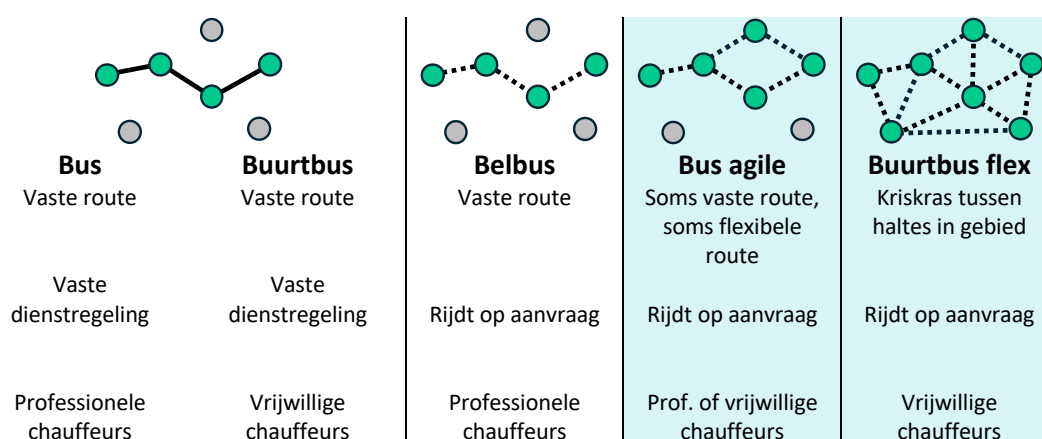 Bus
Buurtbus
Belbus
Bus agile
Buurtbus flex
Vaste route
Vaste route
Vaste route
Soms vaste route,
soms flexibele
route
Kriskras tussen
haltes in gebied
Vaste
dienstregeling
Vaste
dienstregeling
Rijdt op aanvraag
Rijdt op aanvraag
Rijdt op aanvraag
Professionele
chauffeurs
Vrijwillige
chauffeurs
Professionele
chauffeurs
Prof. of vrijwillige
chauffeurs
Vrijwillige
chauffeurs